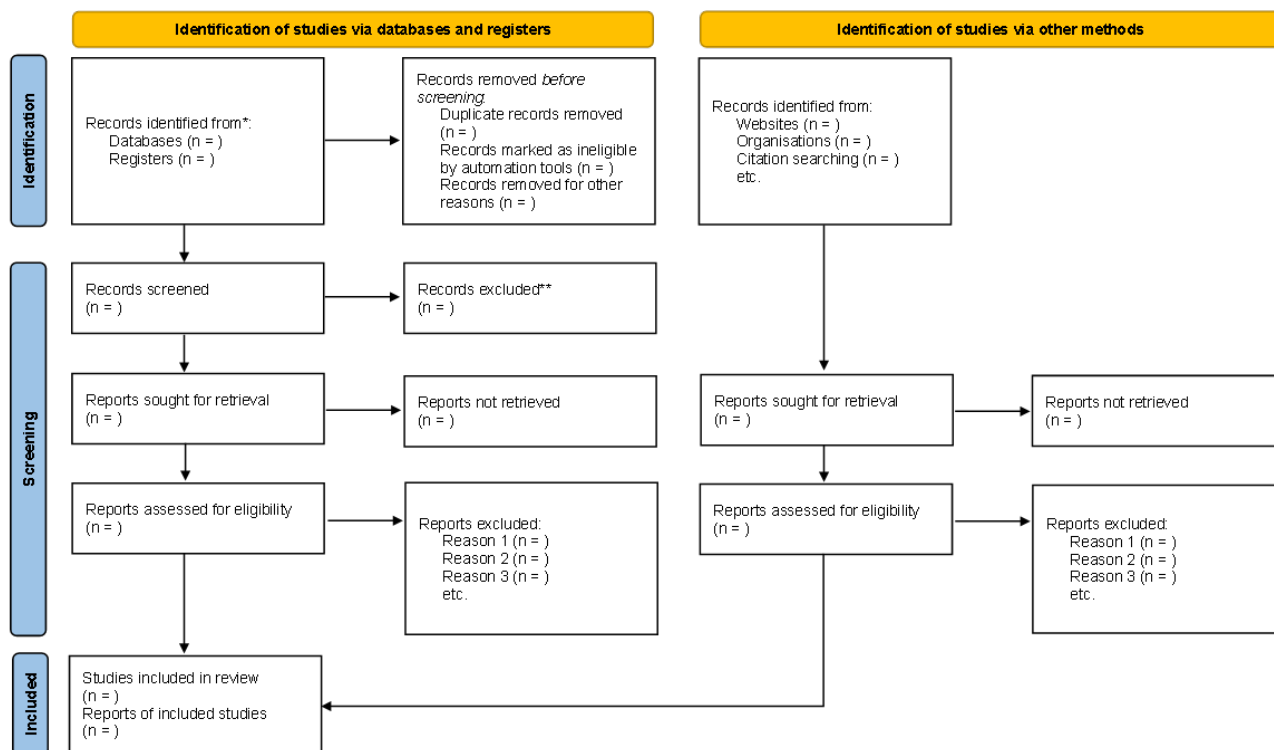 Identification of studies via databases and registers
Identification of studies via other methods
Identification
Records identified from*:
Databases (n = )
Registers (n = )
Records removed before
screening:
Duplicate records removed
(n = )
Records marked as ineligible
by automation tools (n = )
Records removed for other
reasons (n = )
Records identified from:
Websites (n = )
Organisations (n = )
Citation searching (n = )
etc.
Screening
Records screened
(n = )
Records excluded**
(n = )
Reports sought for retrieval
(n = )
Reports not retrieved
(n = )
Reports sought for retrieval
(n = )
Reports not retrieved
(n = )
Reports assessed for eligibility
(n = )
Reports excluded:
Reason 1 (n = )
Reason 2 (n = )
Reason 3 (n = )
etc.
Reports assessed for eligibility
(n = )
Reports excluded:
Reason 1 (n = )
Reason 2 (n = )
Reason 3 (n = )
etc.
Included
Studies included in review
(n = )
Reports of included studies
(n = )